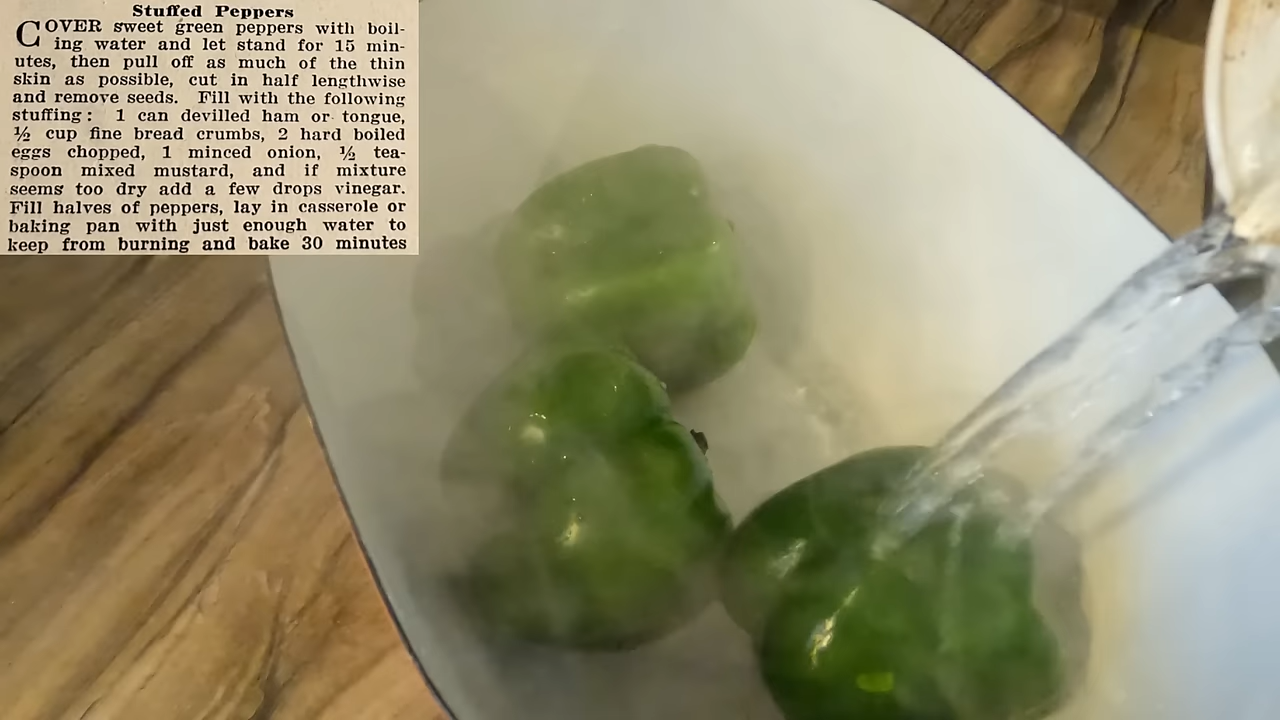 Stuffed Peppers
COVER sweet green peppers with boil-
ing water and let stand for 15 min-
utes, then pull off as much of the thin
skin as possible, cut in half lengthwise
and remove seeds. Fill with the following
stuffing: 1 can devilled ham or tongue,
½ cup fine bread crumbs, 2 hard boiled
eggs chopped, 1 minced onion, ½ tea-
spoon mixed mustard, and if mixture
seems too dry add a few drops vinegar.
Fill halves of peppers, lay in casserole or
baking pan with just enough water to
keep from burning and bake 30 minutes